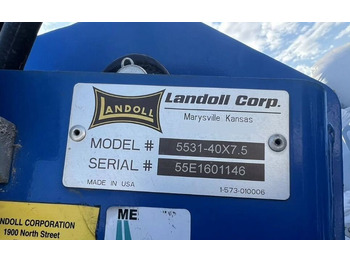 LANDOLL
Landoll Corp.
Marysville Kansas
MODEL # 5531-40X7.5
SERIAL # 55E1601146
MADE IN USA
1-573-010006
NDOLL CORPORATION
1900 North Street
ME